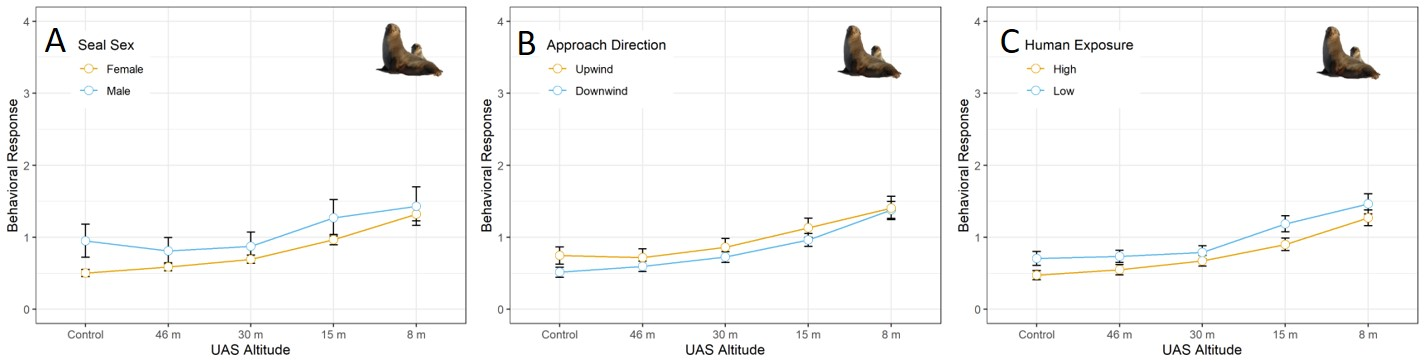 A
Seal Sex
Female
Male
4
3
2
1
0
Behavioral Response
Control 46 m 30 m 15 m 8 m
UAS Altitude
B
Approach Direction
Upwind
Downwind
4
3
2
1
0
Behavioral Response
Control 46 m 30 m 15 m 8 m
UAS Altitude
C
Human Exposure
High
Low
4
3
2
1
0
Behavioral Response
Control 46 m 30 m 15 m 8 m
UAS Altitude